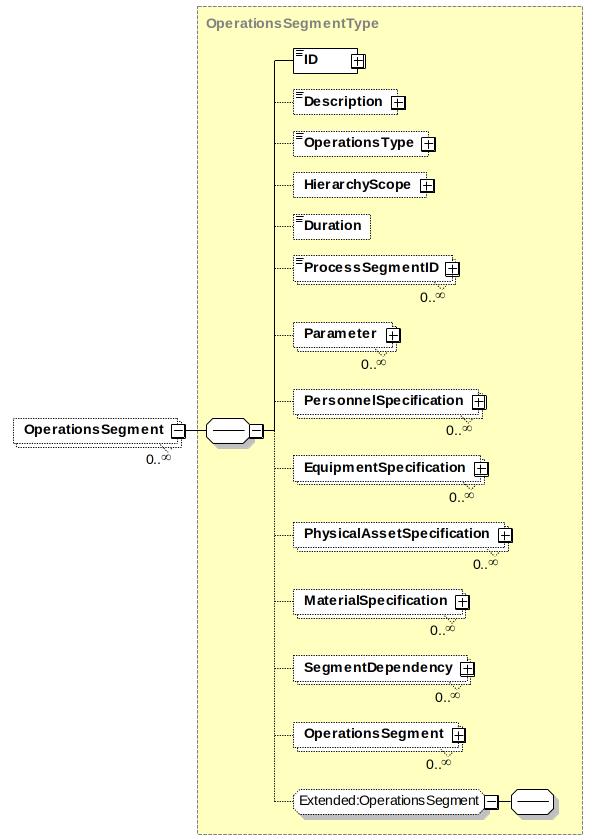 OperationsSegmentType
ID
Description
OperationsType
HierarchyScope
Duration
ProcessSegmentID
0..∞
Parameter
0..∞
PersonnelSpecification
0..∞
OperationsSegment
0..∞
EquipmentSpecification
0..∞
PhysicalAssetSpecification
0..∞
MaterialSpecification
0..∞
SegmentDependency
0..∞
OperationsSegment
0..∞
Extended:OperationsSegment